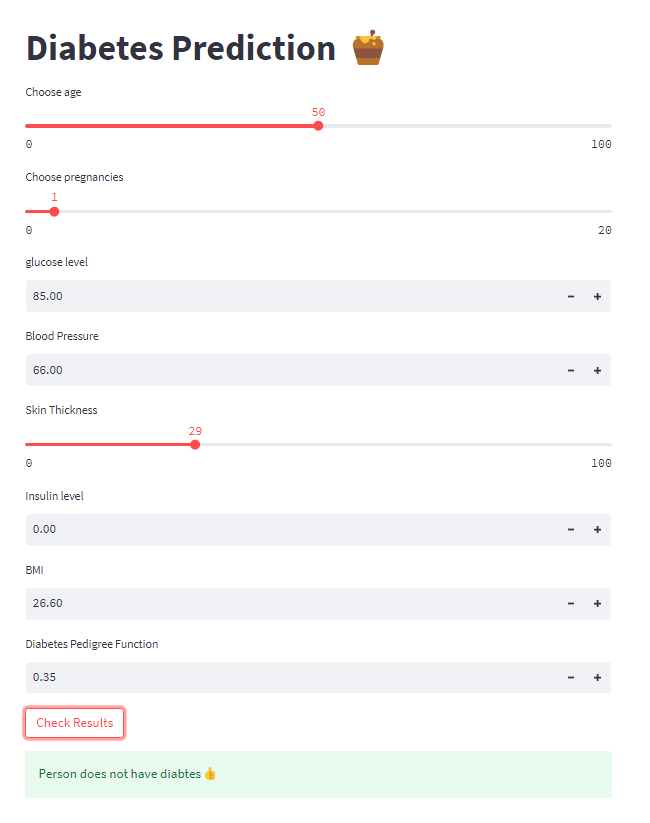 Diabetes Prediction
Choose age
50
0 100
Choose pregnancies
1
0 20
glucose level
85.00 - +
Blood Pressure
66.00 - +
Skin Thickness
29
0 100
Insulin level
0.00 - +
BMI
26.60 - +
Diabetes Pedigree Function
0.35 - +
Check Results
Person does not have diabtes 👍